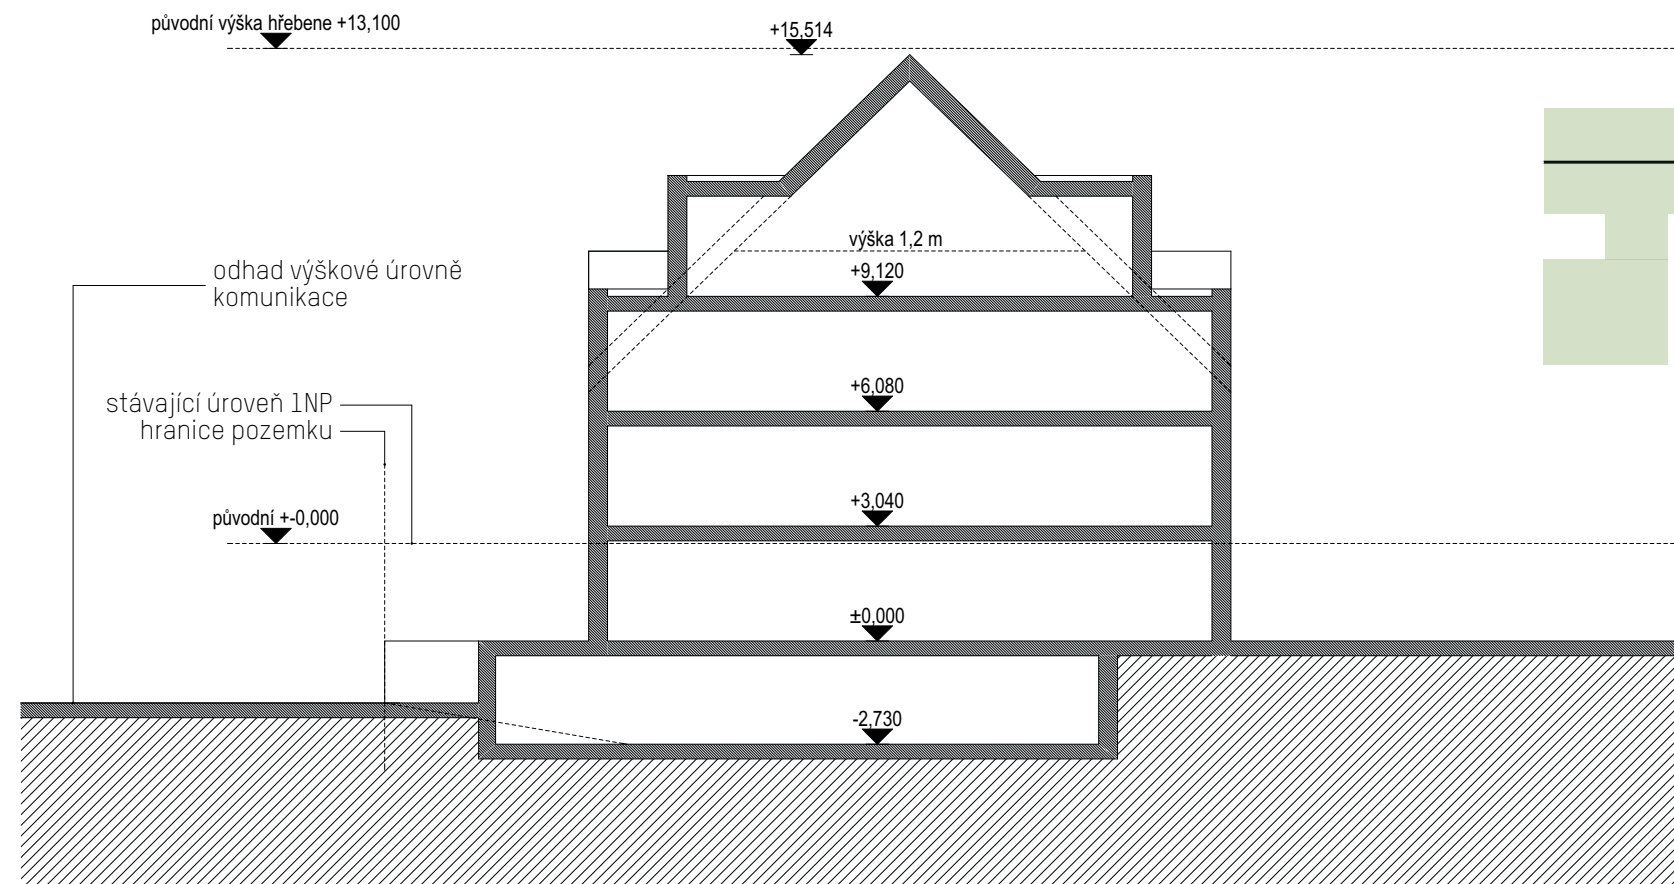 původní výška hřebene +13,100
+15,514
výška 1,2 m
+9,120
odhad výškové úrovně
komunikace
+6,080
stávající úroveň 1NP
hranice pozemku
+3,040
původní +-0,000
±0,000
-2,730